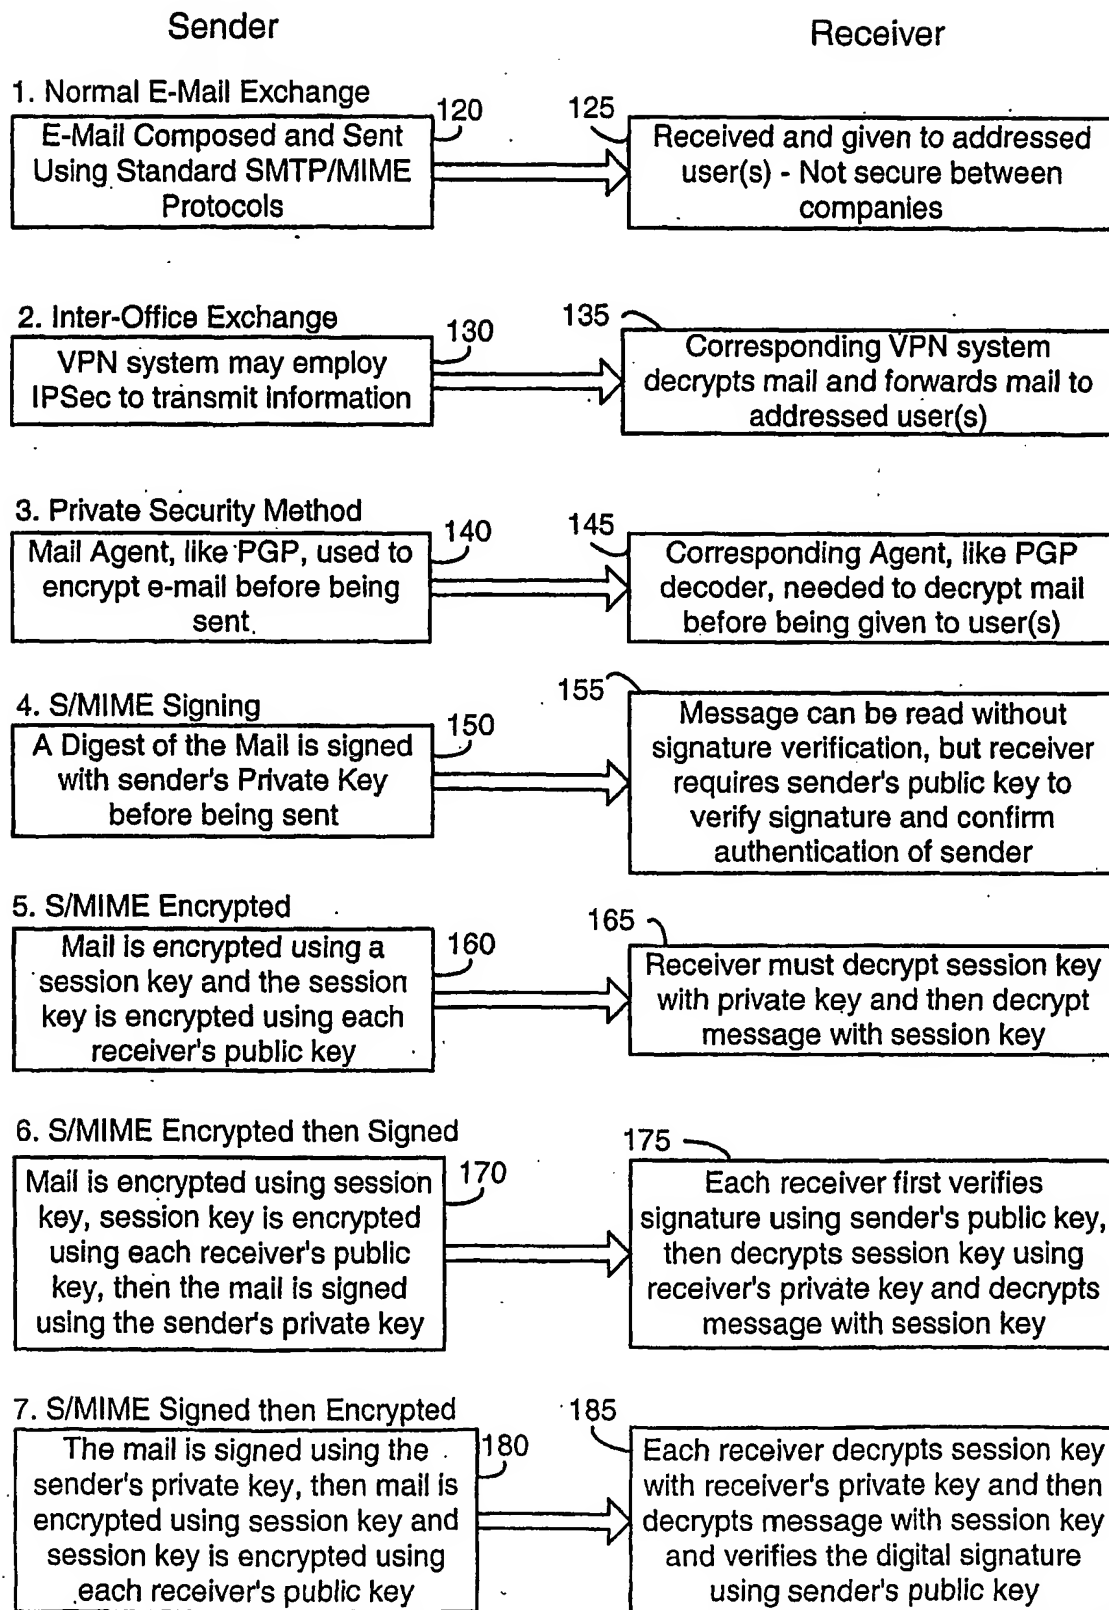 Sender
Receiver
1. Normal E-Mail Exchange
120
E-Mail Composed and Sent
Using Standard SMTP/MIME
Protocols
125
Received and given to addressed
user(s) - Not secure between
companies
2. Inter-Office Exchange
130
VPN system may employ
IPSec to transmit information
135
Corresponding VPN system
decrypts mail and forwards mail to
addressed user(s)
3. Private Security Method
140
Mail Agent, like PGP, used to
encrypt e-mail before being
sent.
145
Corresponding Agent, like PGP
decoder, needed to decrypt mail
before being given to user(s)
4. S/MIME Signing
150
A Digest of the Mail is signed
with sender's Private Key
before being sent
155
Message can be read without
signature verification, but receiver
requires sender's public key to
verify signature and confirm
authentication of sender
5. S/MIME Encrypted
160
Mail is encrypted using a
session key and the session
key is encrypted using each
receiver's public key
165
Receiver must decrypt session key
with private key and then decrypt
message with session key
6. S/MIME Encrypted then Signed
170
Mail is encrypted using session
key, session key is encrypted
using each receiver's public
key, then the mail is signed
using the sender's private key
175
Each receiver first verifies
signature using sender's public key,
then decrypts session key using
receiver's private key and decrypts
message with session key
7. S/MIME Signed then Encrypted
180
The mail is signed using the
sender's private key, then mail is
encrypted using session key and
session key is encrypted using
each receiver's public key
185
Each receiver decrypts session key
with receiver's private key and then
decrypts message with session key
and verifies the digital signature
using sender's public key